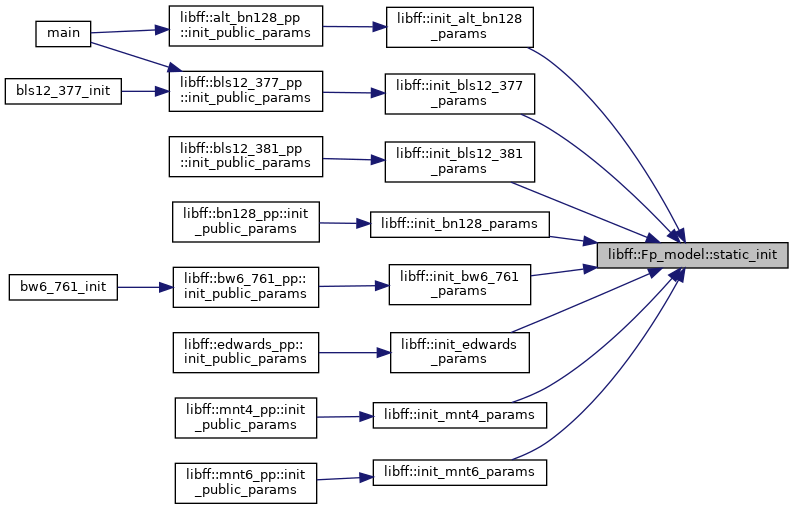 main
libff::alt_bn128_pp
::init_public_params
libff::init_alt_bn128
_params
bls12_377_init
libff::bls12_377_pp
::init_public_params
libff::init_bls12_377
_params
libff::bls12_381_pp
::init_public_params
libff::init_bls12_381
_params
libff::bn128_pp::init
_public_params
libff::init_bn128_params
libff::Fp_model::static_init
bw6_761_init
libff::bw6_761_pp::
init_public_params
libff::init_bw6_761
_params
libff::edwards_pp::
init_public_params
libff::init_edwards
_params
libff::mnt4_pp::init
_public_params
libff::init_mnt4_params
libff::mnt6_pp::init
_public_params
libff::init_mnt6_params